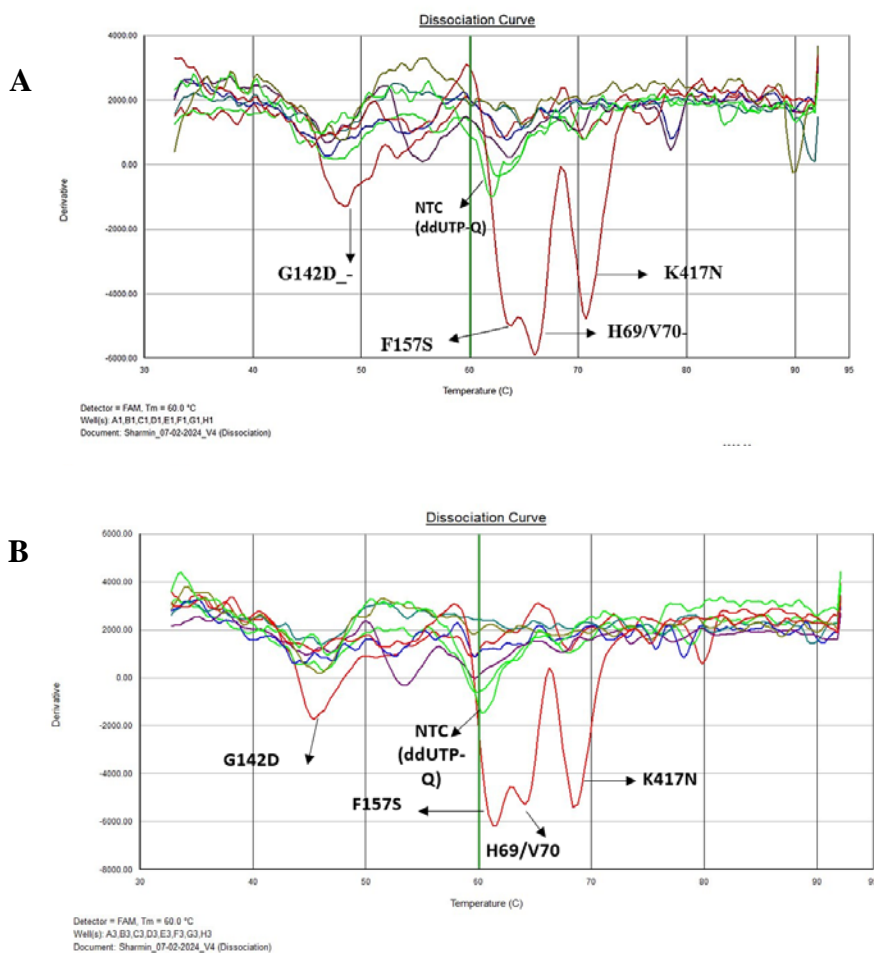 A
Dissociation Curve
4000.00
2000.00
0.00
-2000.00
-4000.00
-6000.00
Derivative
NTC
(ddUTP-Q)
G142D_-
K417N
F157S
H69/V70-
30
40
50
60
70
80
90
95
Temperature (C)
Detector = FAM, Tm = 60.0 °C
Well(s): A1,B1,C1,D1,E1,F1,G1,H1
Document: Sharmin_07-02-2024_V4 (Dissociation)
B
Dissociation Curve
6000.00
4000.00
2000.00
0.00
-2000.00
-4000.00
-6000.00
-8000.00
Derivative
NTC
(ddUTP-
Q)
G142D
K417N
F157S
H69/V70
30
40
50
60
70
80
90
95
Temperature (C)
Detector = FAM, Tm = 60.0 °C
Well(s): A3,B3,C3,D3,E3,F3,G3,H3
Document: Sharmin_07-02-2024_V4 (Dissociation)